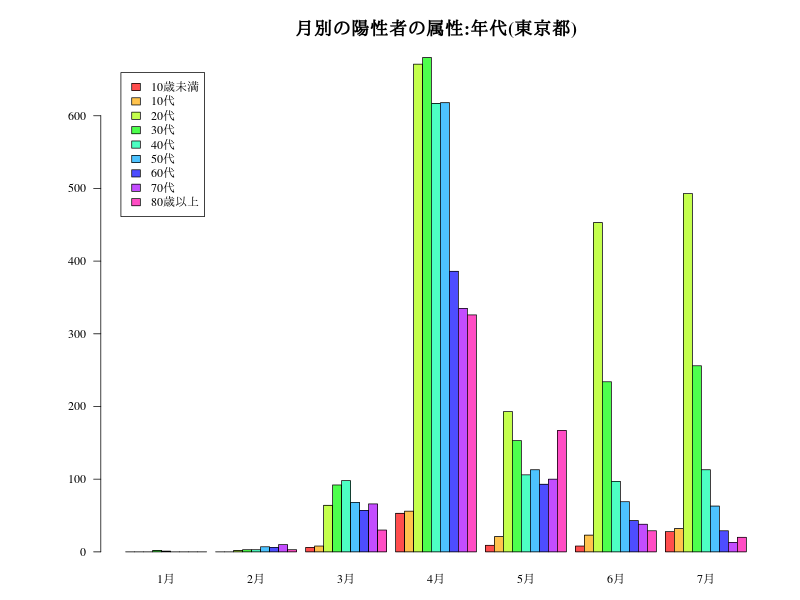 月別の陽性者の属性:年代(東京都)
10歳未満
10代
20代
30代
40代
50代
60代
70代
80歳以上
600
500
400
300
200
100
0
1月 2月 3月 4月 5月 6月 7月